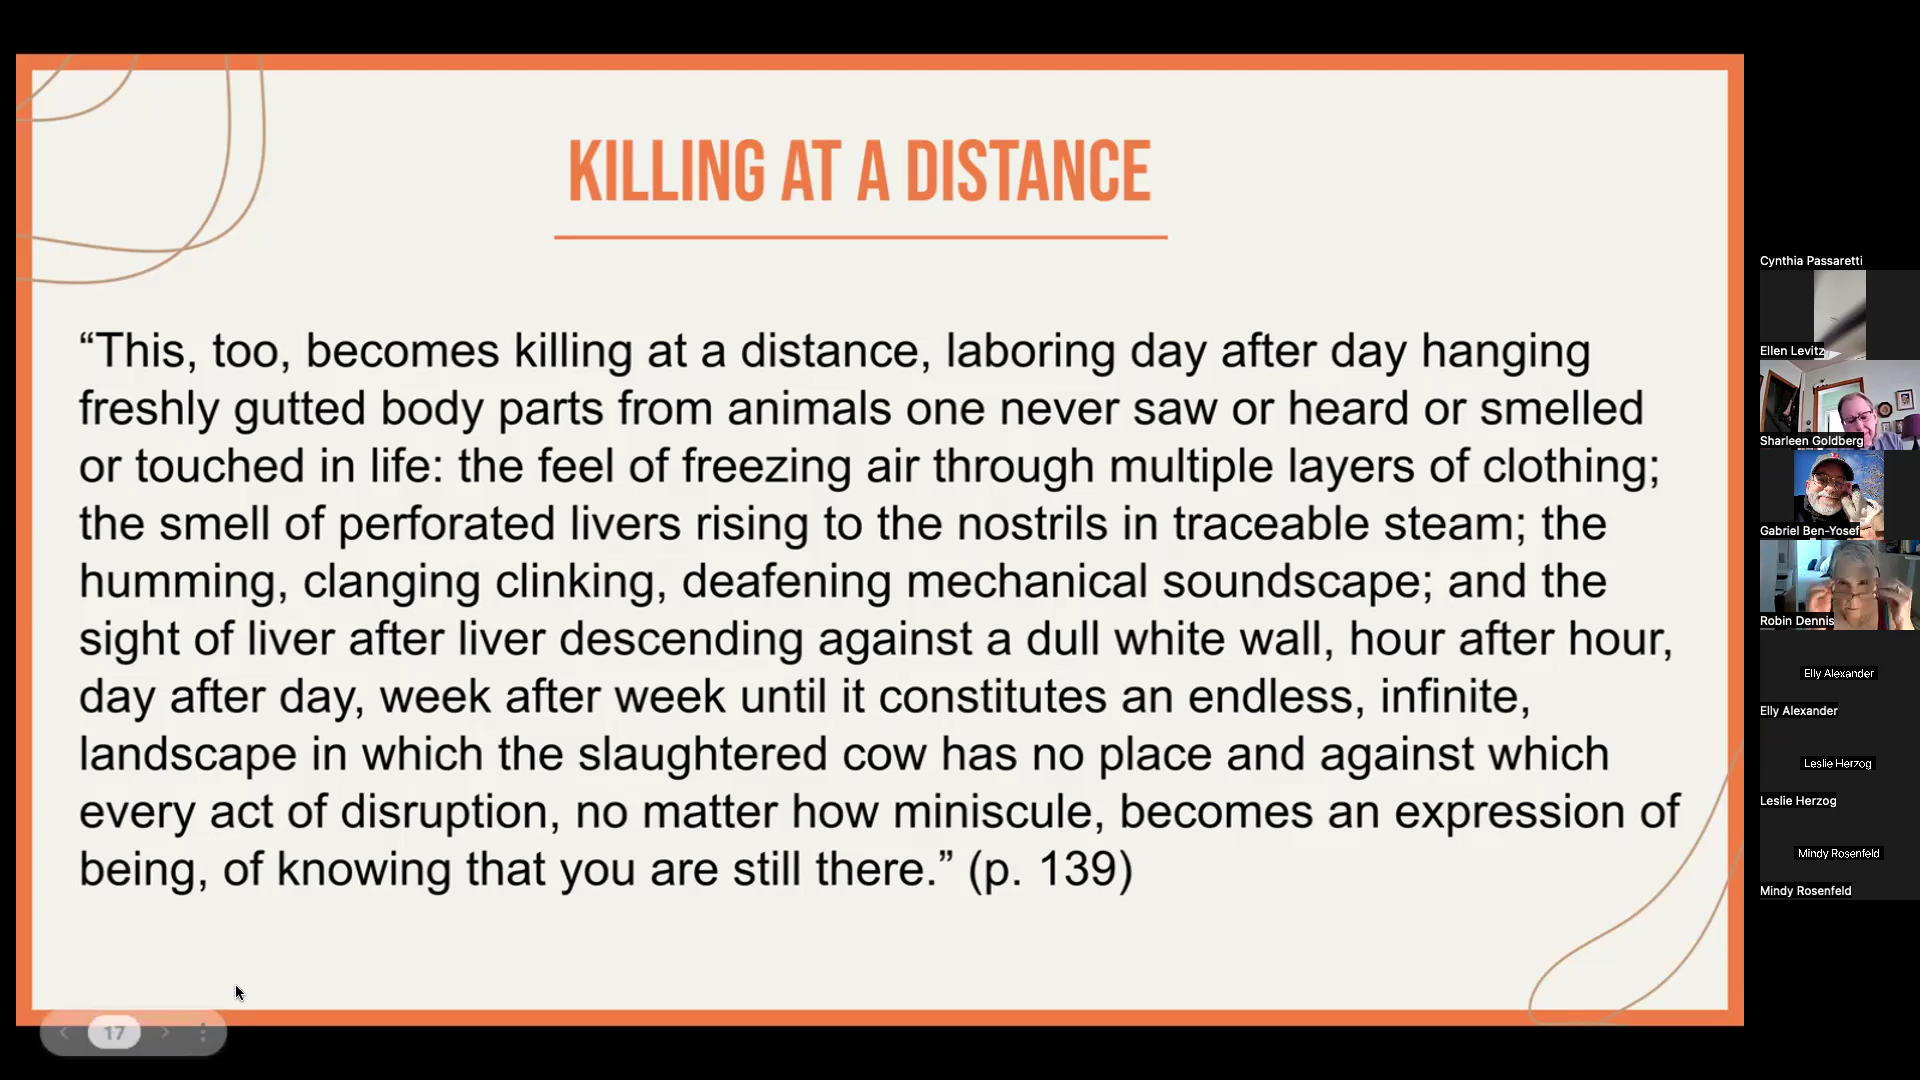 KILLING AT A DISTANCE
“This, too, becomes killing at a distance, laboring day after day hanging
freshly gutted body parts from animals one never saw or heard or smelled
or touched in life: the feel of freezing air through multiple layers of clothing;
the smell of perforated livers rising to the nostrils in traceable steam; the
humming, clanging clinking, deafening mechanical soundscape; and the
sight of liver after liver descending against a dull white wall, hour after hour,
day after day, week after week until it constitutes an endless, infinite,
landscape in which the slaughtered cow has no place and against which
every act of disruption, no matter how miniscule, becomes an expression of
being, of knowing that you are still there.” (p. 139)
17
Cynthia Passaretti
Ellen Levitz
Sharleen Goldberg
Gabriel Ben-Yosef
Robin Dennis
Elly Alexander
Elly Alexander
Leslie Herzog
Leslie Herzog
Mindy Rosenfeld
Mindy Rosenfeld